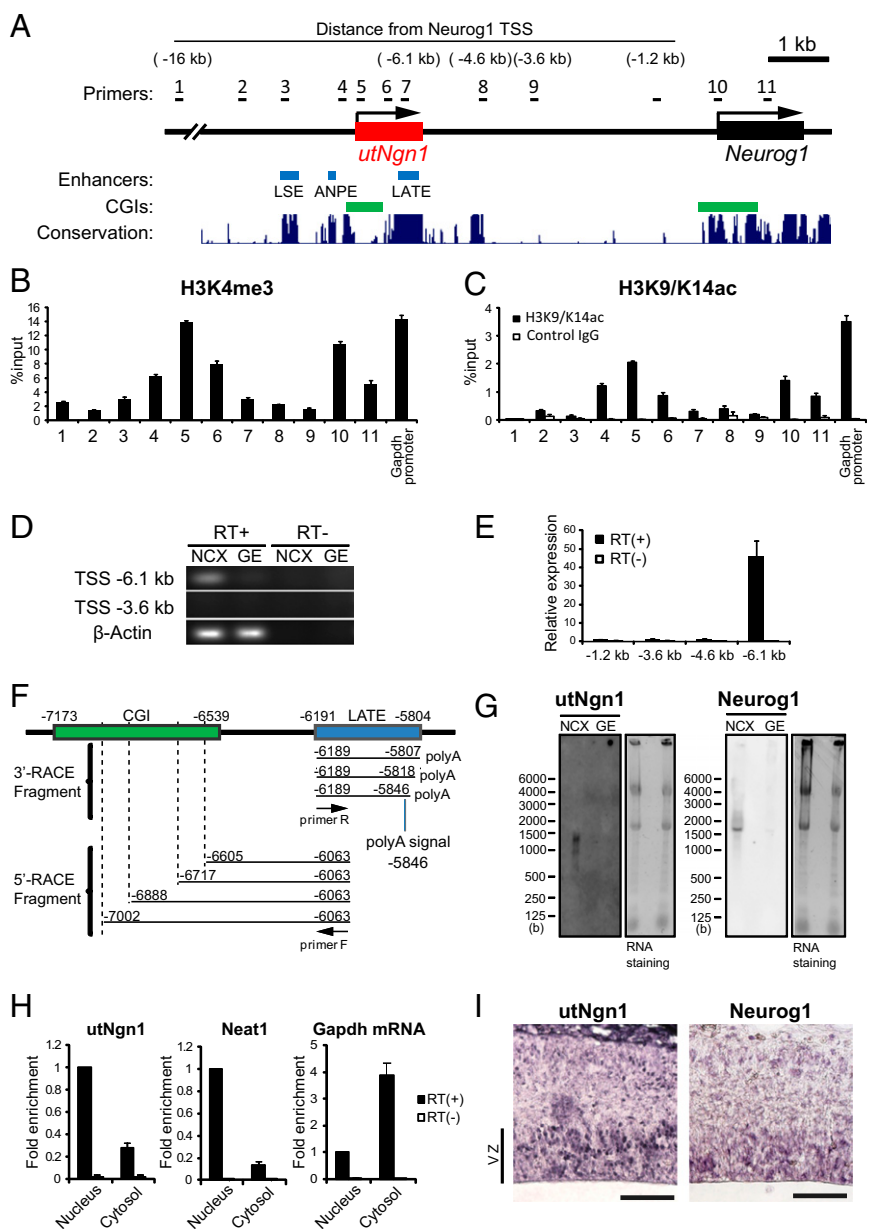 A
Distance from Neurog1 TSS
1 kb
( -16 kb) ( -6.1 kb) (-4.6 kb)(-3.6 kb) (-1.2 kb)
Primers: 1 2 3 4 5 6 7 8 9 10 11
utNgn1 Neurog1
Enhancers:
LSE ANPE LATE
CGIs:
Conservation:
B
H3K4me3
%input
16
14
12
10
8
6
4
2
0
1 2 3 4 5 6 7 8 9 10 11 Gapdh promoter
C
H3K9/K14ac
%input
4
3
2
1
0
H3K9/K14ac
Control IgG
1 2 3 4 5 6 7 8 9 10 11 Gapdh promoter
D
RT+ RT-
NCX GE NCX GE
TSS -6.1 kb
TSS -3.6 kb
β-Actin
E
Relative expression
60
50
40
30
20
10
0
RT(+)
RT(-)
-1.2 kb -3.6 kb -4.6 kb -6.1 kb
F
-7173 CGI -6539 -6191 LATE -5804
3'-RACE
Fragment
-6189 -5807 polyA
-6189 -5818 polyA
-6189 -5846 polyA
primer R
polyA signal
-5846
5'-RACE
Fragment
-6605 -6063
-6717 -6063
-6888 -6063
-7002 -6063
primer F
G
utNgn1
NCX GE
6000
4000
3000
2000
1500
1000
500
250
125
(b)
RNA
staining
Neurog1
NCX GE
6000
4000
3000
2000
1500
1000
500
250
125
(b)
RNA
staining
H
utNgn1
Fold enrichment
1.2
1
0.8
0.6
0.4
0.2
0
Nucleus Cytosol
Neat1
Fold enrichment
1.2
1
0.8
0.6
0.4
0.2
0
Nucleus Cytosol
Gapdh mRNA
Fold enrichment
5
4
3
2
1
0
Nucleus Cytosol
RT(+)
RT(-)
I
utNgn1 Neurog1
VZ